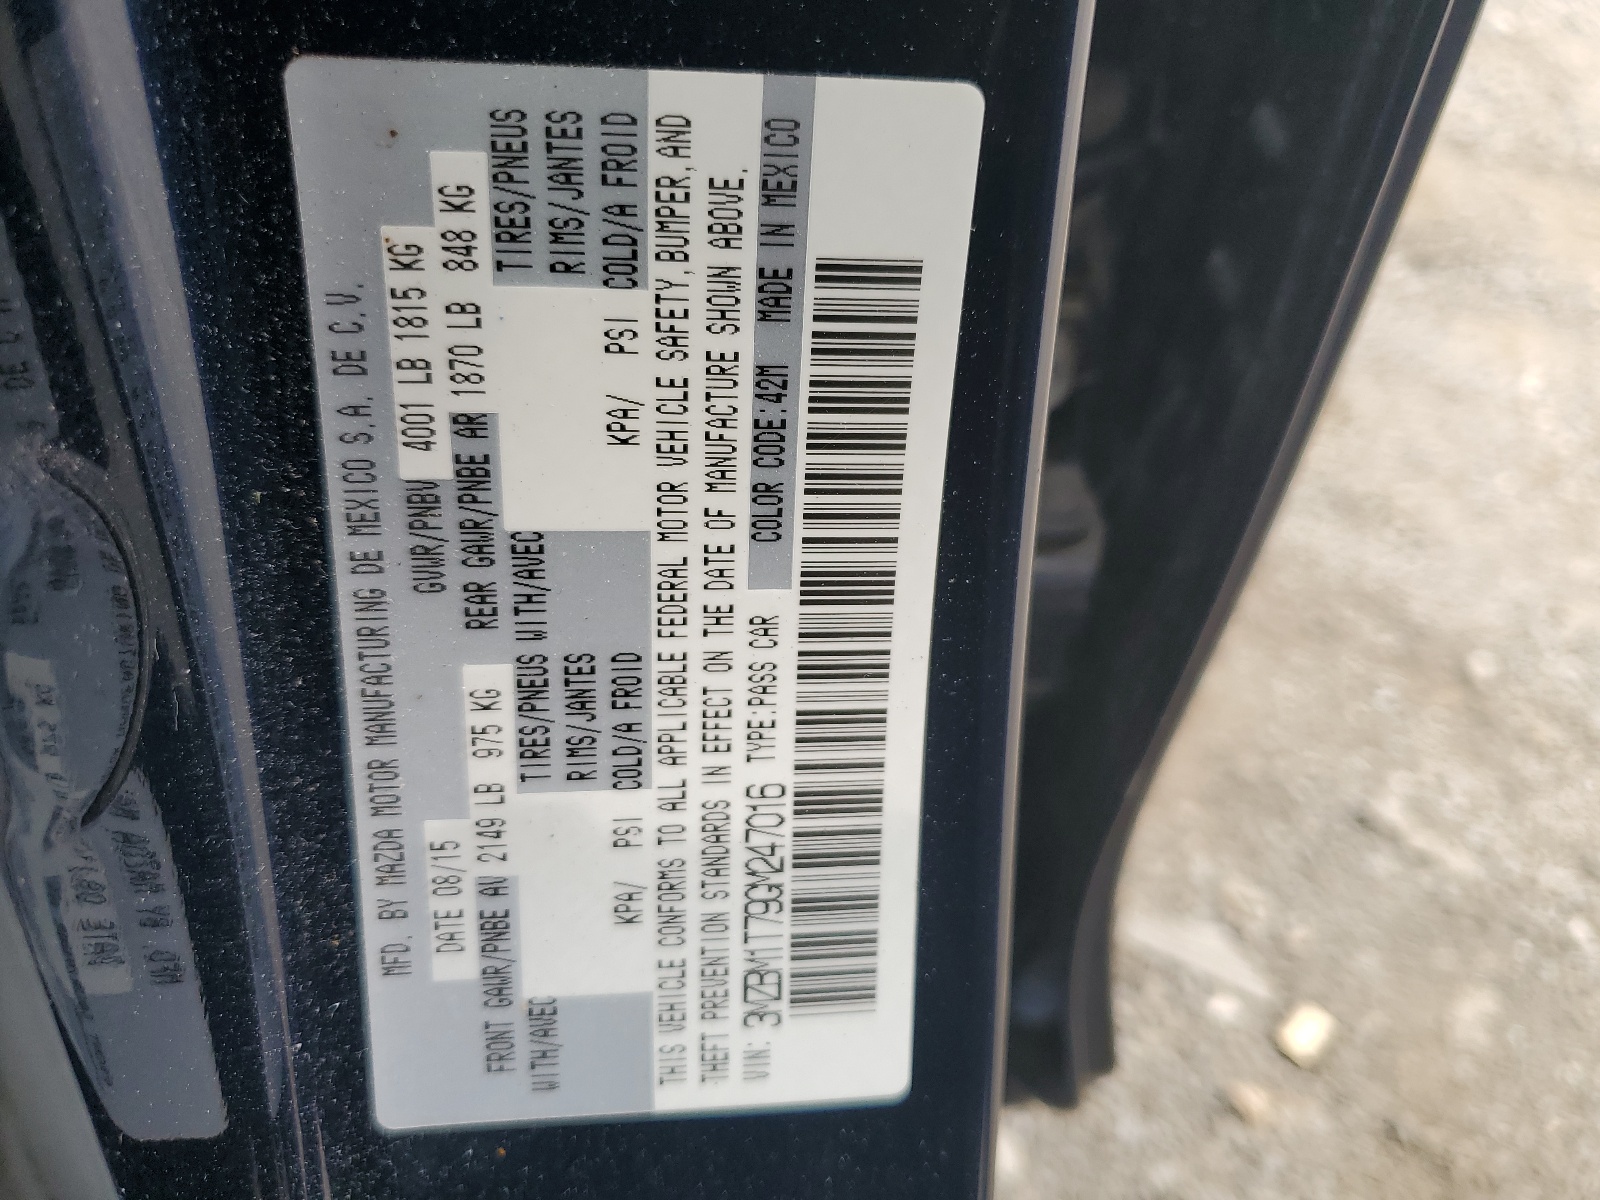 MFD. BY MAZDA MOTOR MANUFACTURING DE MEXICO S.A. DE C.V.
DATE 08/15 GVWR/PNBV 4001 LB 1815 KG
FRONT GAWR/PNBE AV 2149 LB 975 KG REAR GAWR/PNBE AR 1870 LB 848 KG
WITH/AVEC TIRES/PNEUS WITH/AVEC TIRES/PNEUS
RIMS/JANTES RIMS/JANTES
KPA/ PSI COLD/A FROID KPA/ PSI COLD/A FROID
THIS VEHICLE CONFORMS TO ALL APPLICABLE FEDERAL MOTOR VEHICLE SAFETY, BUMPER, AND
THEFT PREVENTION STANDARDS IN EFFECT ON THE DATE OF MANUFACTURE SHOWN ABOVE.
VIN: 3MZBM1T79GM247016 TYPE:PASS CAR COLOR CODE:42M MADE IN MEXICO